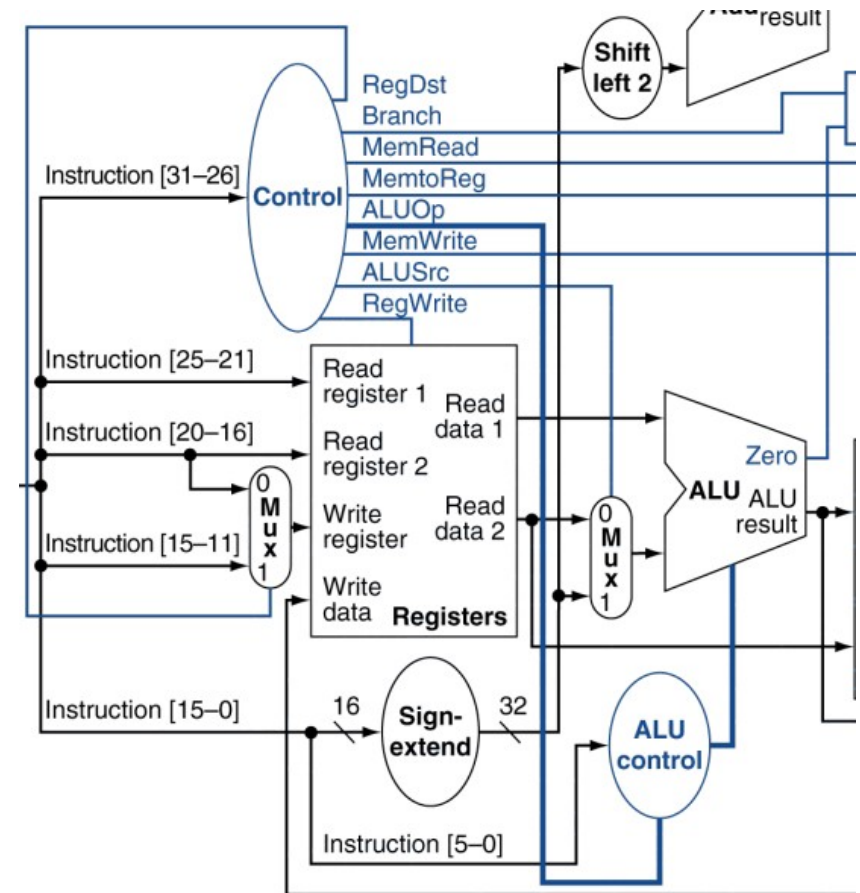 result
Shift
left 2
RegDst
Branch
MemRead
MemtoReg
ALUOp
MemWrite
ALUSrc
RegWrite
Instruction [31–26]
Control
Instruction [25–21]
Read
register 1
Read
data 1
Instruction [20–16]
Read
register 2
0
M
u
x
1
Write
register
Read
data 2
0
M
u
x
1
Zero
ALU
ALU
result
Instruction [15–11]
Write
data
Registers
Instruction [15–0]
16
Sign-
extend
32
ALU
control
Instruction [5–0]